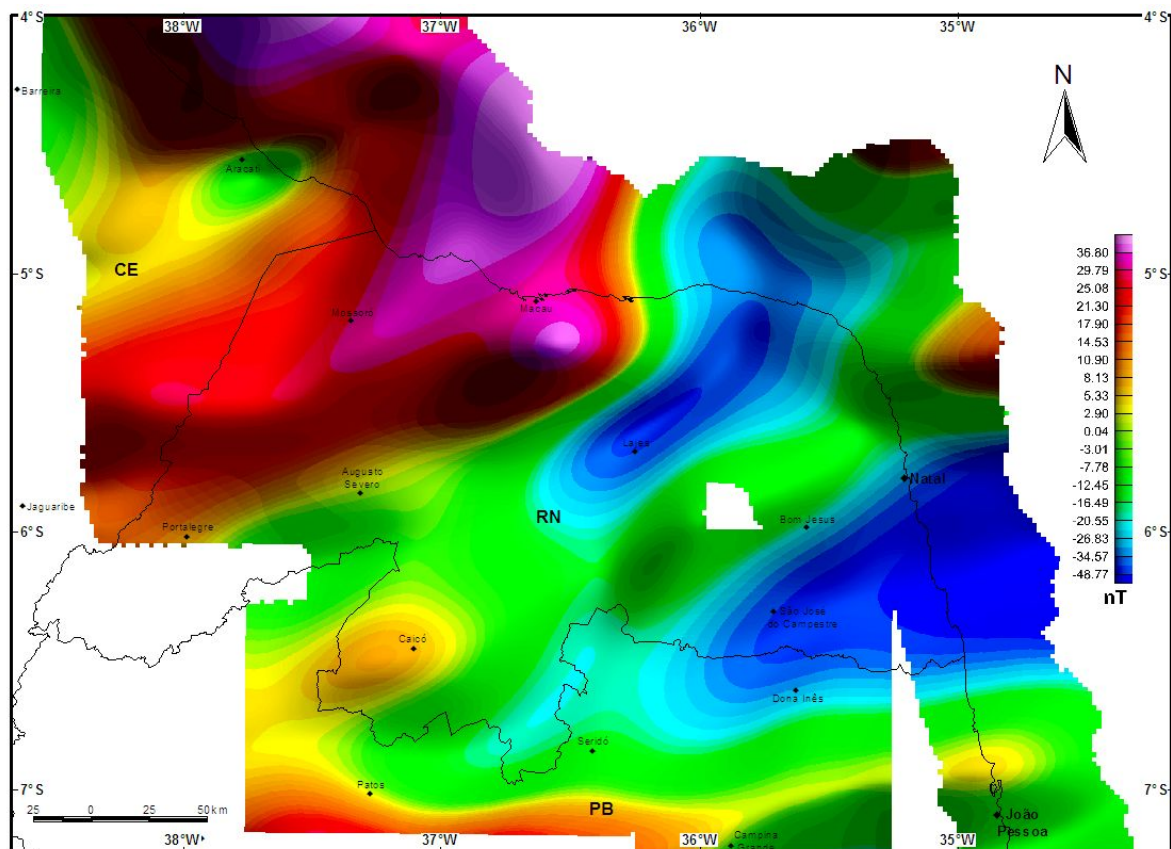 4°S
38°W
37°W
36°W
35°W
4°S
N
Barreira
Aracati
CE
5°S
5°S
Mossoró
Macau
36.80
29.79
25.08
21.30
17.90
14.53
10.90
8.13
5.33
2.90
0.04
-3.01
-7.78
-12.45
-16.49
-20.55
-26.83
-34.57
-48.77
nT
Lajes
Augusto
Severo
Natal
Jaguaribe
Portalegre
RN
Bom Jesus
6°S
6°S
São José
do Campestre
Caicó
Dona Inês
Seridó
Patos
7°S
7°S
PB
João
Pessoa
25
0
25
50 km
38°W
37°W
36°W
35°W
Campina
Grande